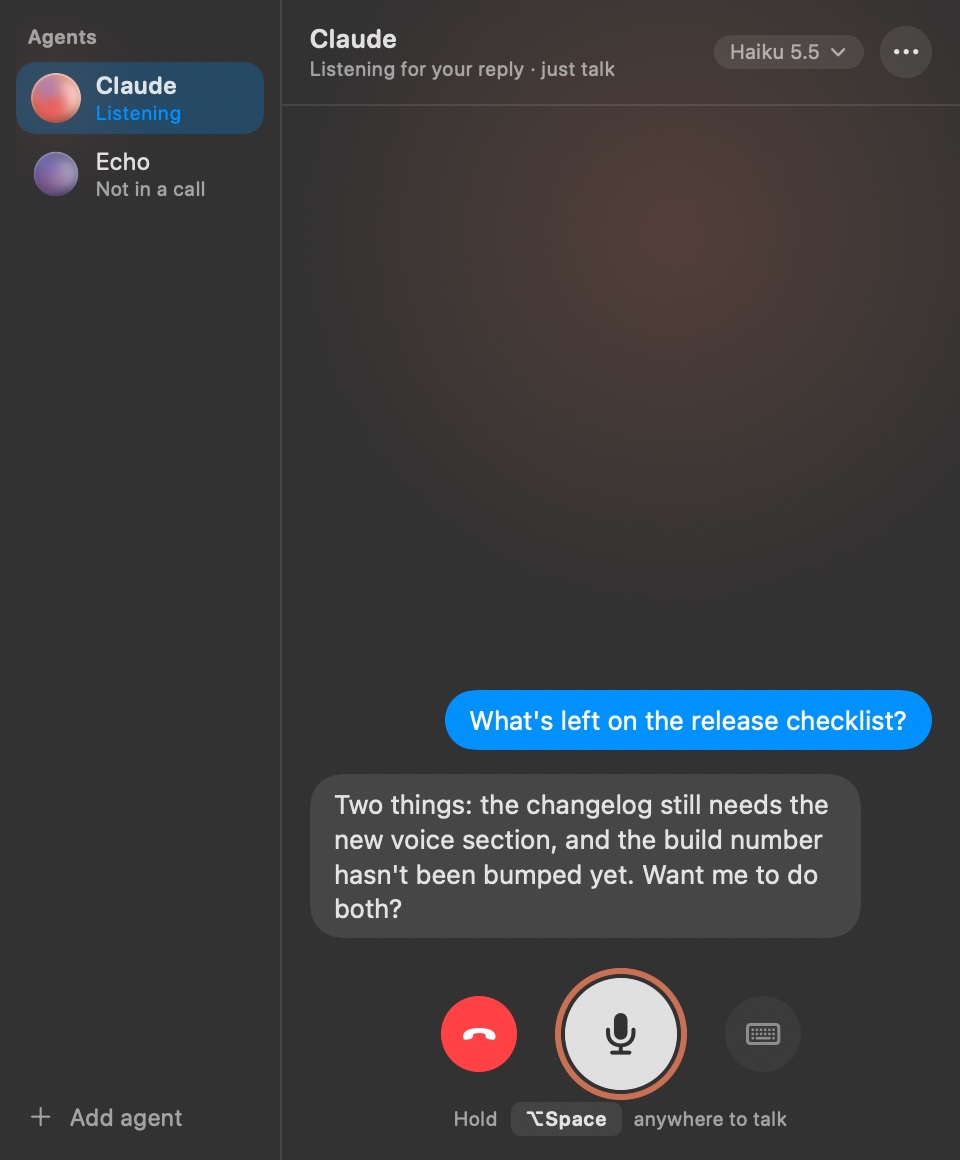 Agents
Claude
Listening
Echo
Not in a call
Add agent
Claude
Listening for your reply · just talk
Haiku 5.5
What's left on the release checklist?
Two things: the changelog still needs the
new voice section, and the build number
hasn't been bumped yet. Want me to do
both?
Hold ⌥Space anywhere to talk